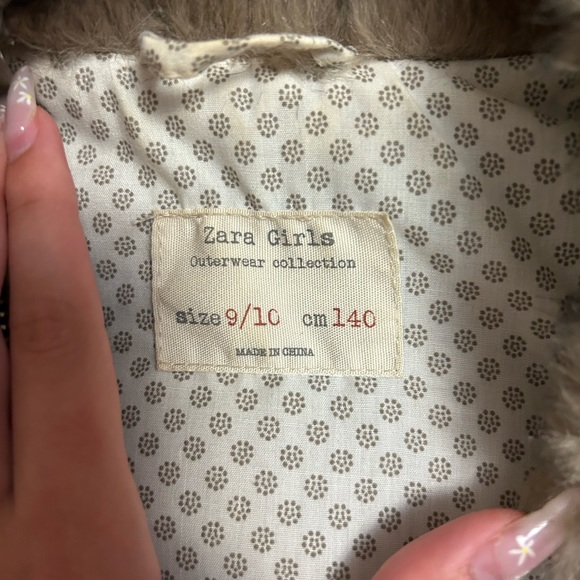 Zara Girls
Outerwear collection
size 9/10 cm 140
MADE IN CHINA